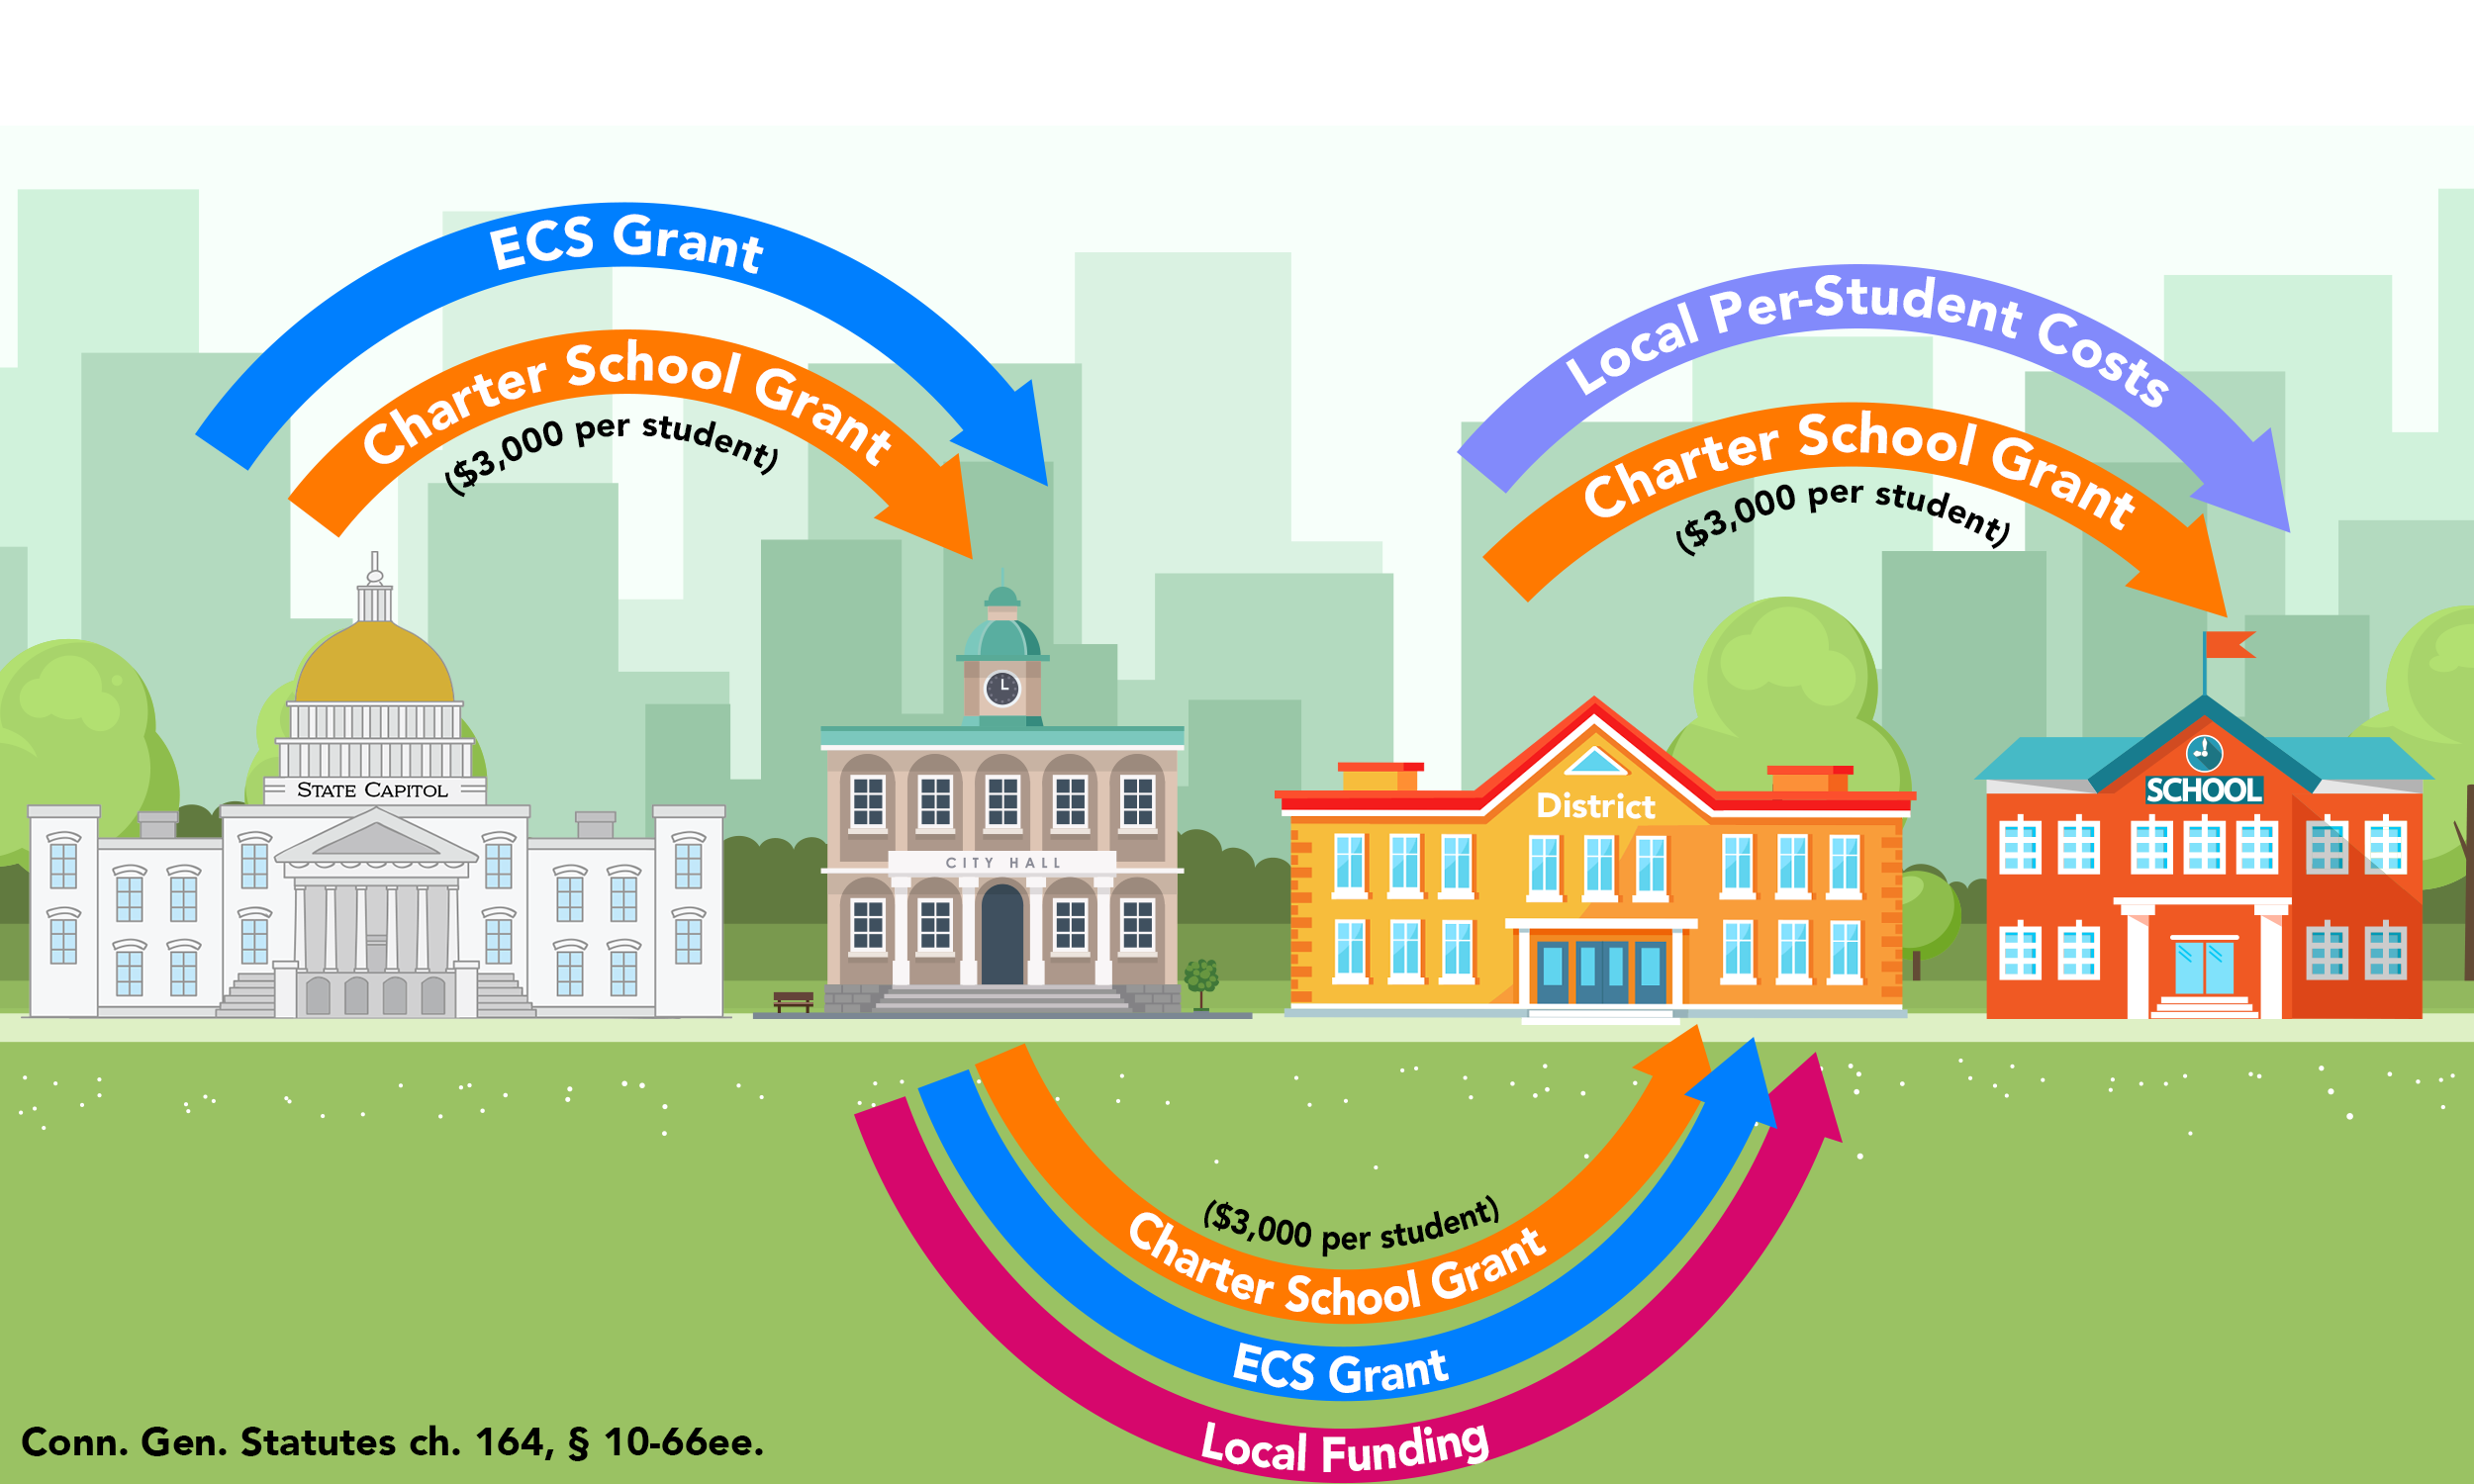 ECS Grant
Charter School Grant
($3,000 per student)
Local Per-Student Costs
Charter School Grant
($3,000 per student)
STATE CAPITOL
CITY HALL
District
SCHOOL
($3,000 per student)
Charter School Grant
ECS Grant
Local Funding
Conn. Gen. Statutes ch. 164, § 10-66ee.